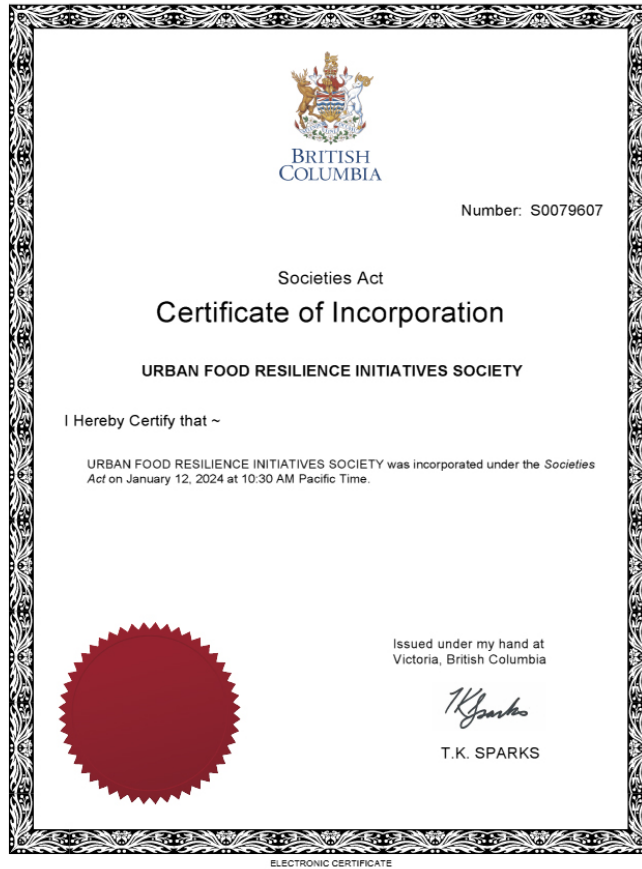 BRITISH
COLUMBIA
Number: S0079607
Societies Act
Certificate of Incorporation
URBAN FOOD RESILIENCE INITIATIVES SOCIETY
I Hereby Certify that ~
URBAN FOOD RESILIENCE INITIATIVES SOCIETY was incorporated under the Societies
Act on January 12, 2024 at 10:30 AM Pacific Time.
Issued under my hand at
Victoria, British Columbia
TKSparks
T.K. SPARKS
ELECTRONIC CERTIFICATE